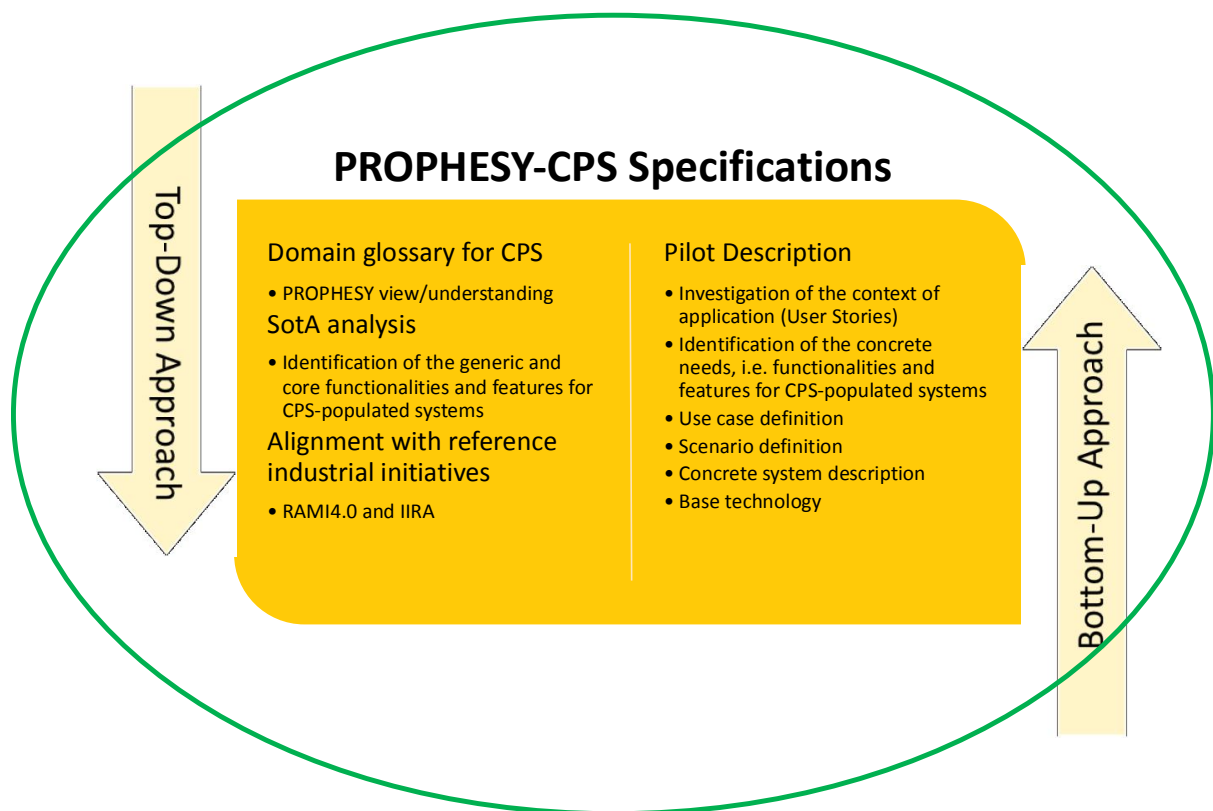 PROPHESY-CPS Specifications
Top-Down Approach
Domain glossary for CPS
• PROPHESY view/understanding
SotA analysis
• Identification of the generic and
core functionalities and features for
CPS-populated systems
Alignment with reference
industrial initiatives
• RAMI4.0 and IIRA
Pilot Description
• Investigation of the context of
application (User Stories)
• Identification of the concrete
needs, i.e. functionalities and
features for CPS-populated systems
• Use case definition
• Scenario definition
• Concrete system description
• Base technology
Bottom-Up Approach